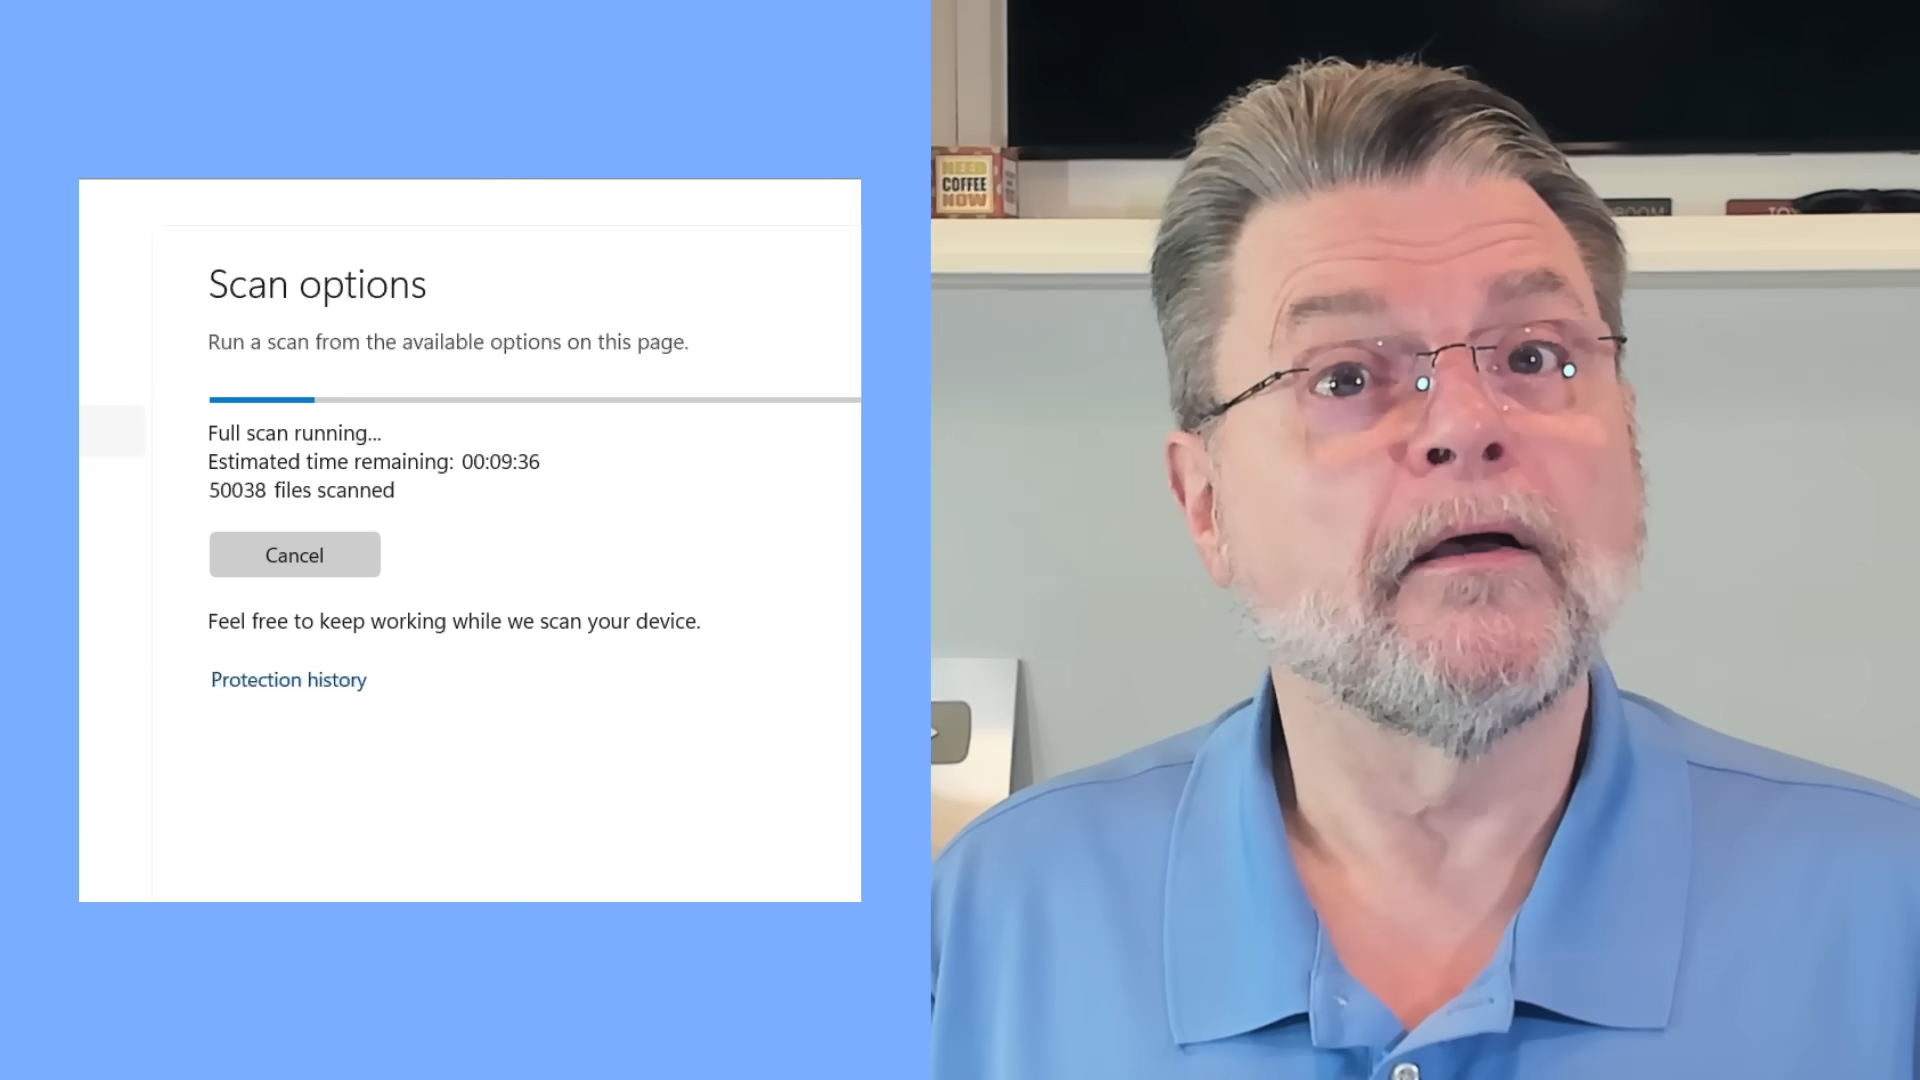 Scan options
Run a scan from the available options on this page.
Full scan running...
Estimated time remaining: 00:09:36
50038 files scanned
Cancel
Feel free to keep working while we scan your device.
Protection history
NEED
COFFEE
NOW